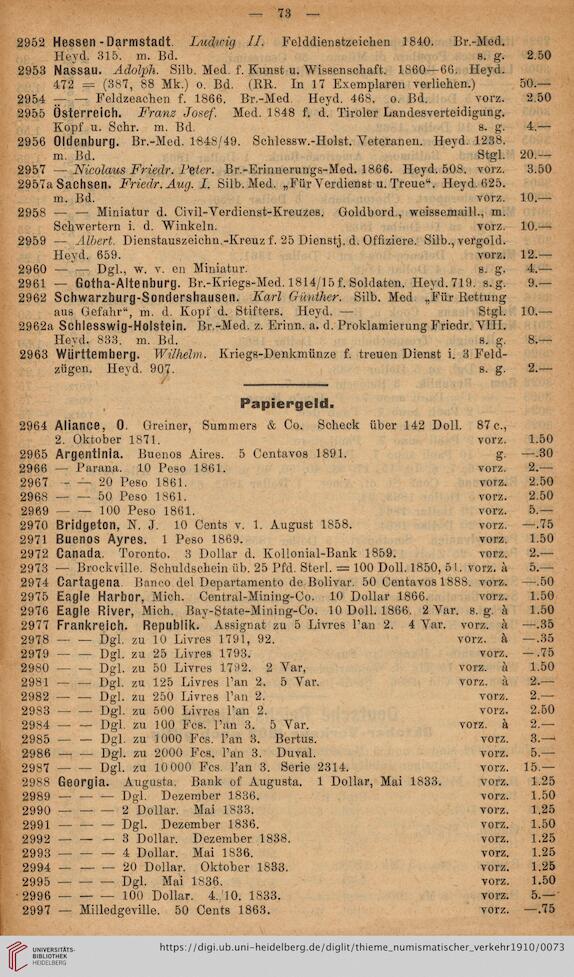 — 73 —
2952 Hessen-Darmstadt. Ludwig II. Felddienstzeichen 1840. Br.-Med.
Heyd. 315. m. Bd. s. g. 2.50
2953 Nassau. Adolph. Silb. Med. f. Kunst u. Wissenschaft. 1860—66. Heyd.
472 = (387, 88 Mk.) o. Bd. (RR. In 17 Exemplaren verliehen.) 50.—
2954 — — Feldzeachen f. 1866. Br.-Med. Heyd. 468. o. Bd. vorz. 2.50
2955 Österreich. Franz Josef. Med. 1848 f. d. Tiroler Landesverteidigung.
Kopf u. Schr. m. Bd. s. g. 4.—
2956 Oldenburg. Br.-Med. 1848/49. Schlessw.-Holst. Veteranen. Heyd. 1238.
m. Bd. Stgl. 20.—
2957 — Nicolaus Friedr. Peter. Br.-Erinnerungs-Med. 1866. Heyd. 508. vorz. 3.50
2957a Sachsen. Friedr. Aug. I. Silb. Med. „Für Verdienst u. Treue“. Heyd. 625.
m. Bd. vorz. 10.—
2958 — — Miniatur d. Civil-Verdienst-Kreuzes. Goldbord., weissemaill., m.
Schwertern i. d. Winkeln. vorz. 10.—
2959 — Albert. Dienstauszeichn.-Kreuz f. 25 Dienstj. d. Offiziere. Silb., vergold.
Heyd. 659. vorz. 12.—
2960 — — Dgl., w. v. en Miniatur. s. g. 4.—
2961 — Gotha-Altenburg. Br.-Kriegs-Med. 1814/15 f. Soldaten. Heyd. 719. s. g. 9.—
2962 Schwarzburg-Sondershausen. Karl Günther. Silb. Med „Für Rettung
aus Gefahr“, m. d. Kopf d. Stifters. Heyd. — Stgl. 10.—
2962a Schlesswig-Holstein. Br.-Med. z. Erinn. a. d. Proklamierung Friedr. VIII.
Heyd. 833. m. Bd. s. g. 8.—
2963 Württemberg. Wilhelm. Kriegs-Denkmünze f. treuen Dienst i. 3 Feld-
zügen. Heyd. 907. s. g. 2.—
Papiergeld.
2964 Aliance, O. Greiner, Summers & Co. Scheck über 142 Doll. 87 c.,
2. Oktober 1871. vorz. 1.50
2965 Argentinia. Buenos Aires. 5 Centavos 1891. g. —.30
2966 — Parana. 10 Peso 1861. vorz. 2.—
2967 — — 20 Peso 1861. vorz. 2.50
2968 — — 50 Peso 1861. vorz. 2.50
2969 — — 100 Peso 1861. vorz. 5.—
2970 Bridgeton, N. J. 10 Cents v. 1. August 1858. vorz. —.75
2971 Buenos Ayres. 1 Peso 1869. vorz. 1.50
2972 Canada. Toronto. 3 Dollar d. Kollonial-Bank 1859. vorz. 2.—
2973 — Brockville. Schuldschein üb. 25 Pfd. Sterl. = 100 Doll. 1850, 51. vorz. à 5.—
2974 Cartagena. Banco del Departamento de Bolivar. 50 Centavos 1888. vorz. —.50
2975 Eagle Harbor, Mich. Central-Mining-Co. 10 Dollar 1866. vorz. 1.50
2976 Eagle River, Mich. Bay-State-Mining-Co. 10 Doll. 1866. 2 Var. s. g. à 1.50
2977 Frankreich. Republik. Assignat zu 5 Livres l'an 2. 4 Var. vorz. à —.35
2978 — — Dgl. zu 10 Livres 1791, 92. vorz. à —.35
2979 — — Dgl. zu 25 Livres 1793. vorz. —.75
2980 — — Dgl. zu 50 Livres 1792. 2 Var, vorz. à 1.50
2981 — — Dgl. zu 125 Livres l'an 2. 5 Var. vorz. à 2.—
2982 — — Dgl. zu 250 Livres l'an 2. vorz. 2.—
2983 — — Dgl. zu 500 Livres l'an 2. vorz. 2.50
2984 — — Dgl. zu 100 Fcs. l'an 3. 5 Var. vorz. à 2.—
2985 — — Dgl. zu 1000 Fcs. l'an 3. Bertus. vorz. 3.—
2986 — — Dgl. zu 2000 Fcs. l'an 3. Duval. vorz. 5.—
2987 — — Dgl. zu 10000 Fcs. l'an 3. Serie 2314. vorz. 15.—
2988 Georgia. Augusta. Bank of Augusta. 1 Dollar, Mai 1833. vorz. 1.25
2989 — — — Dgl. Dezember 1836. vorz. 1.50
2990 — — — 2 Dollar. Mai 1833. vorz. 1.25
2991 — — — Dgl. Dezember 1836. vorz. 1.50
2992 — — — 3 Dollar. Dezember 1838. vorz. 1.25
2993 — — — 4 Dollar. Mai 1836. vorz. 1.25
2994 — — — 20 Dollar. Oktober 1833. vorz. 1.25
2995 — — — Dgl. Mai 1836. vorz. 1.50
2996 — — — 100 Dollar. 4./10. 1833. vorz. 5.—
2997 — Milledgeville. 50 Cents 1863. vorz. —.75
UNIVERSITÄTS-
BIBLIOTHEK
HEIDELBERG
https://digi.ub.uni-heidelberg.de/diglit/thieme_numismatischer_verkehr1910/0073